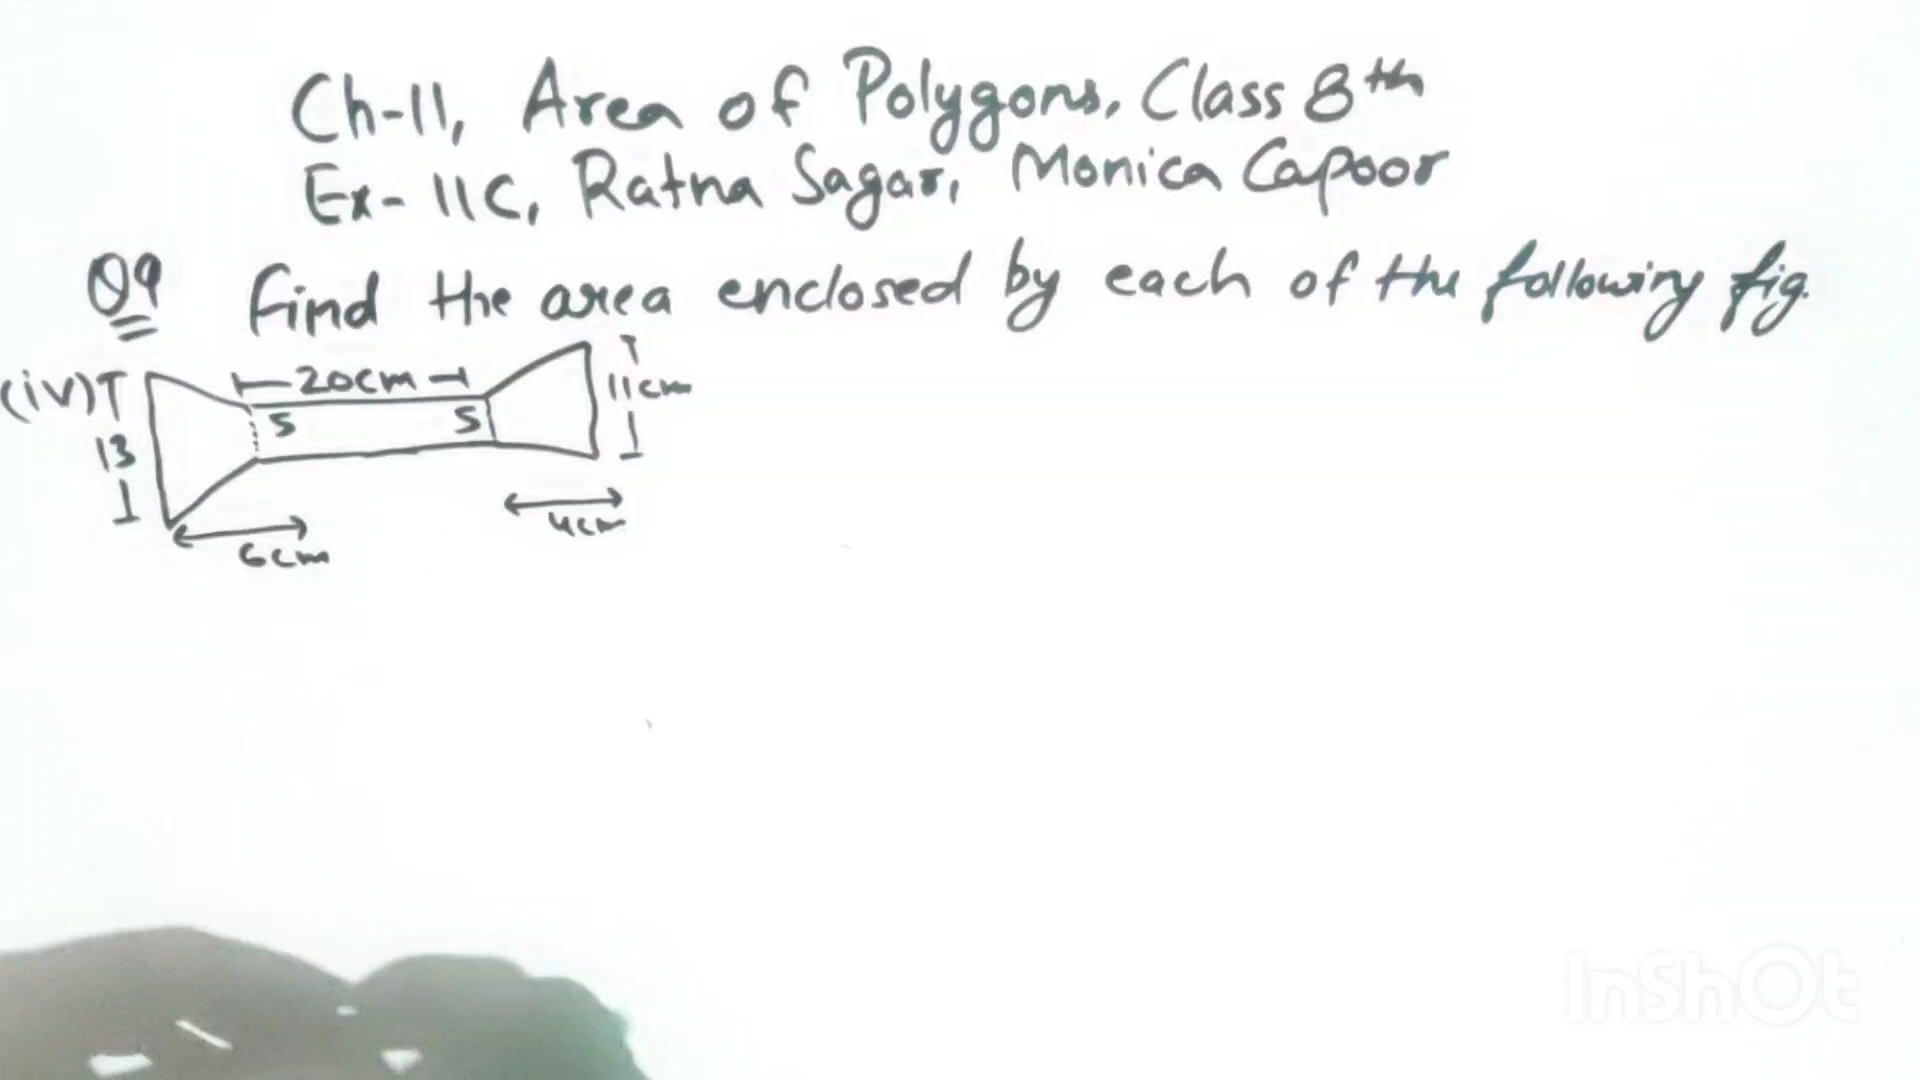 Ch-11, Area of Polygons, Class 8th
Ex- 11C, Ratna Sagar, Monica Capoor
Q9 Find the area enclosed by each of the following fig.
(iv) 13 20cm 11cm
5 5
6cm 4cm
InShOt